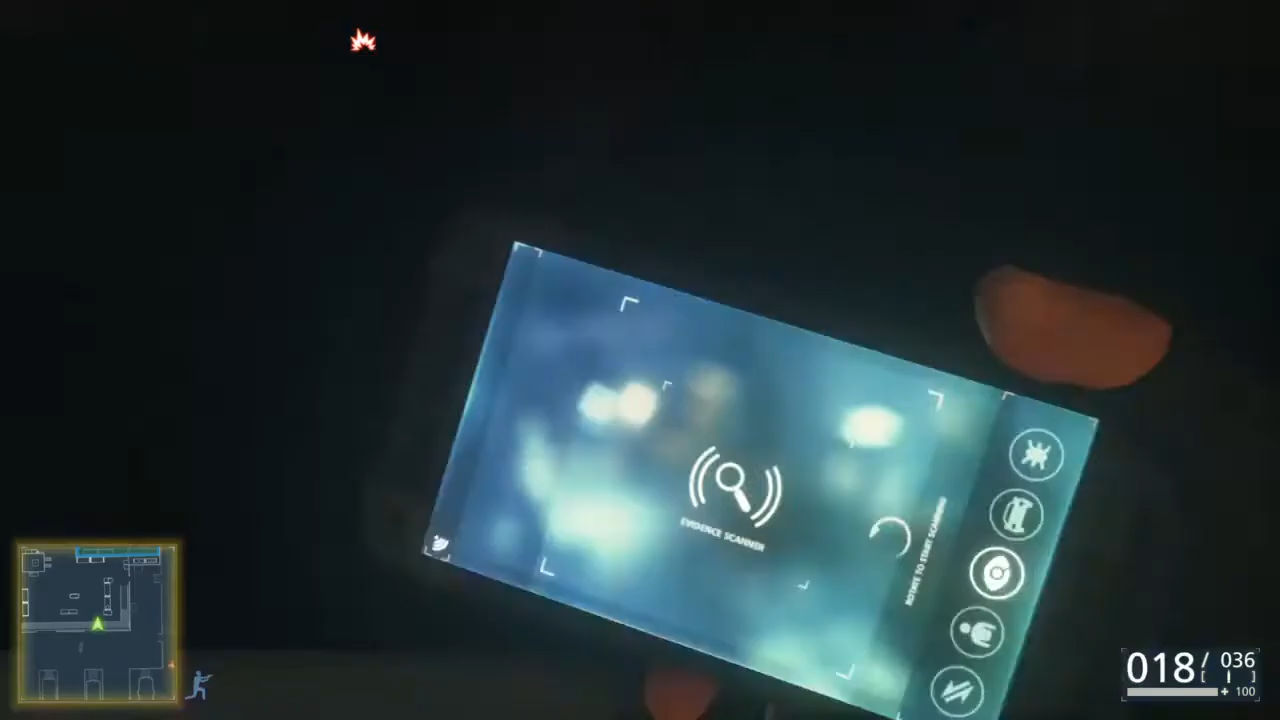 EVIDENCE SCANNER
ROTATE TO START SCANNING
018/ 036
[ | ]
+ 100